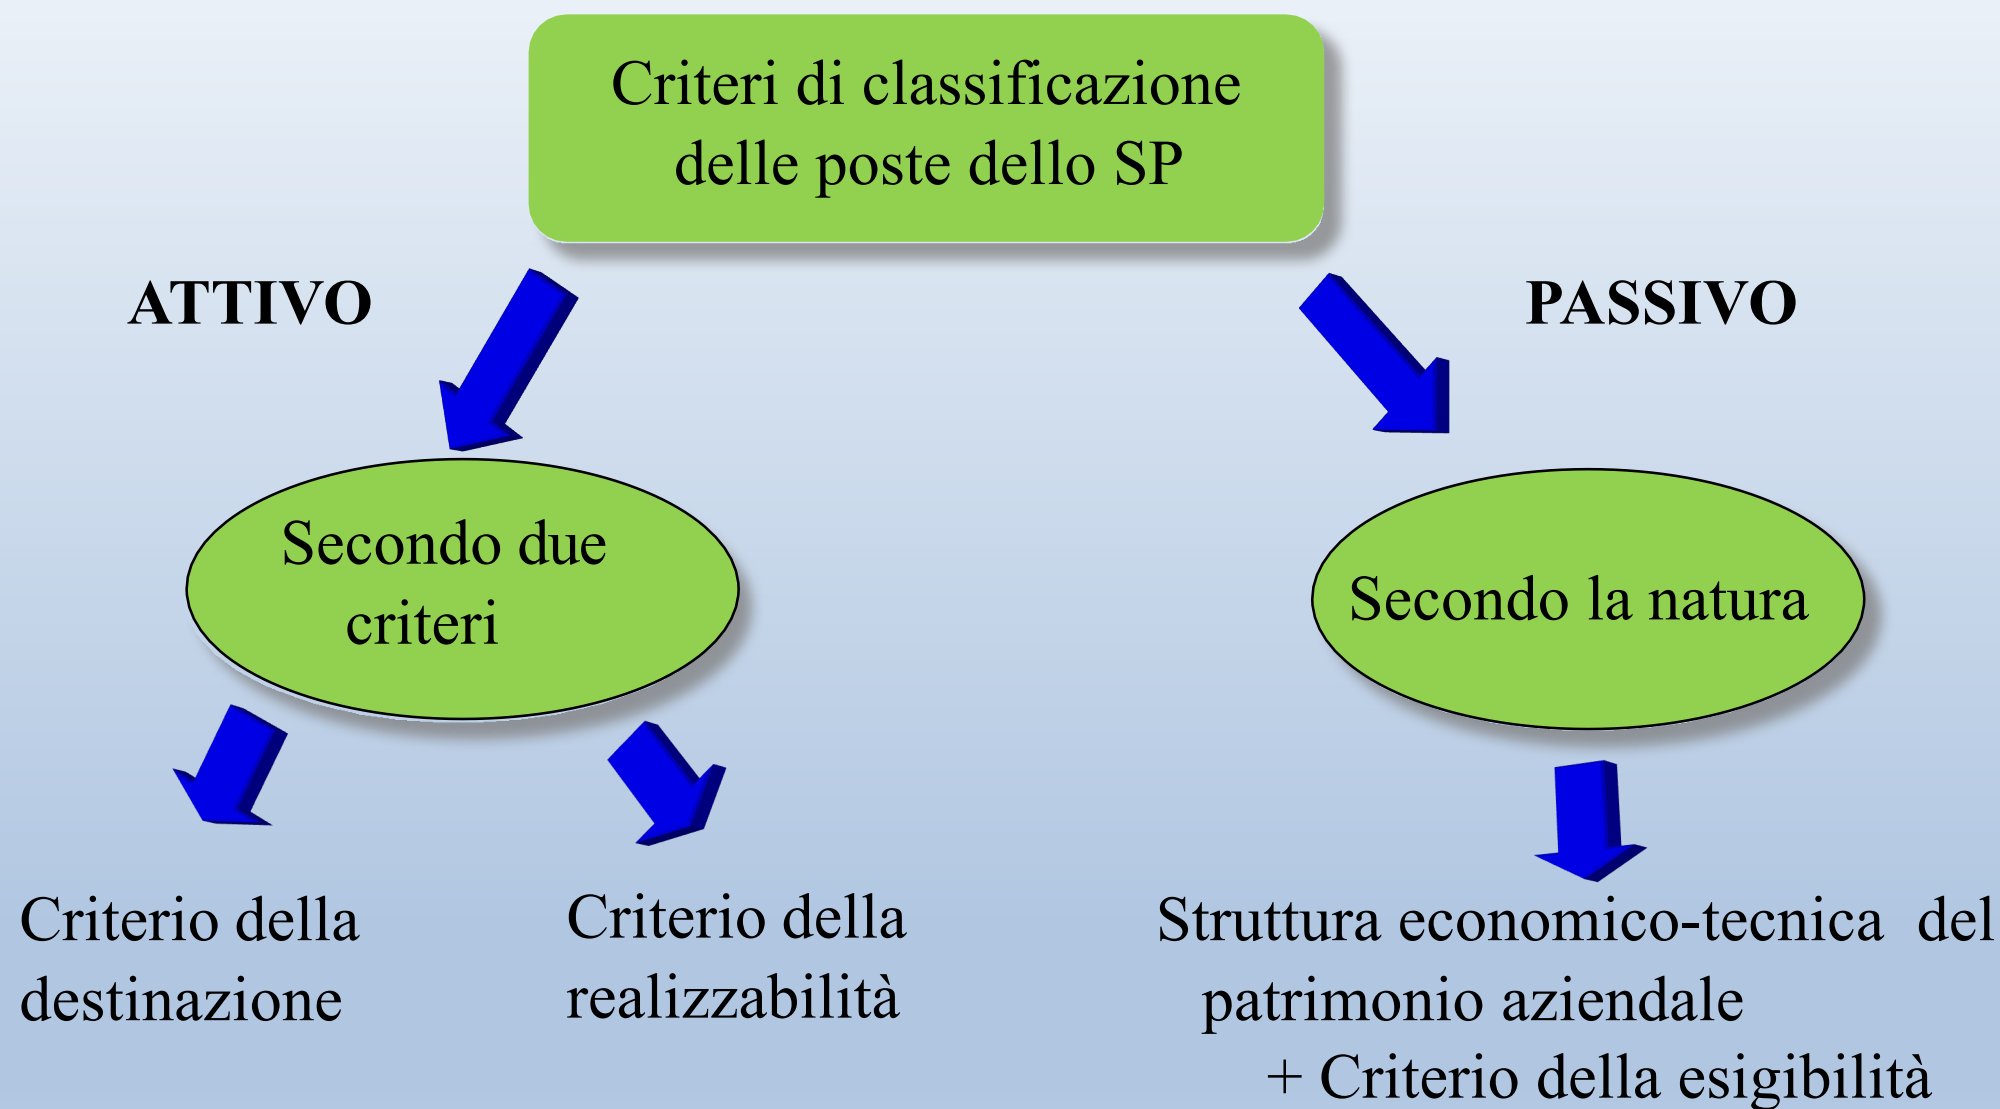 Criteri di classificazione
delle poste dello SP
ATTIVO
PASSIVO
Secondo due
criteri
Secondo la natura
Criterio della
destinazione
Criterio della
realizzabilità
Struttura economico-tecnica del
patrimonio aziendale
+ Criterio della esigibilità